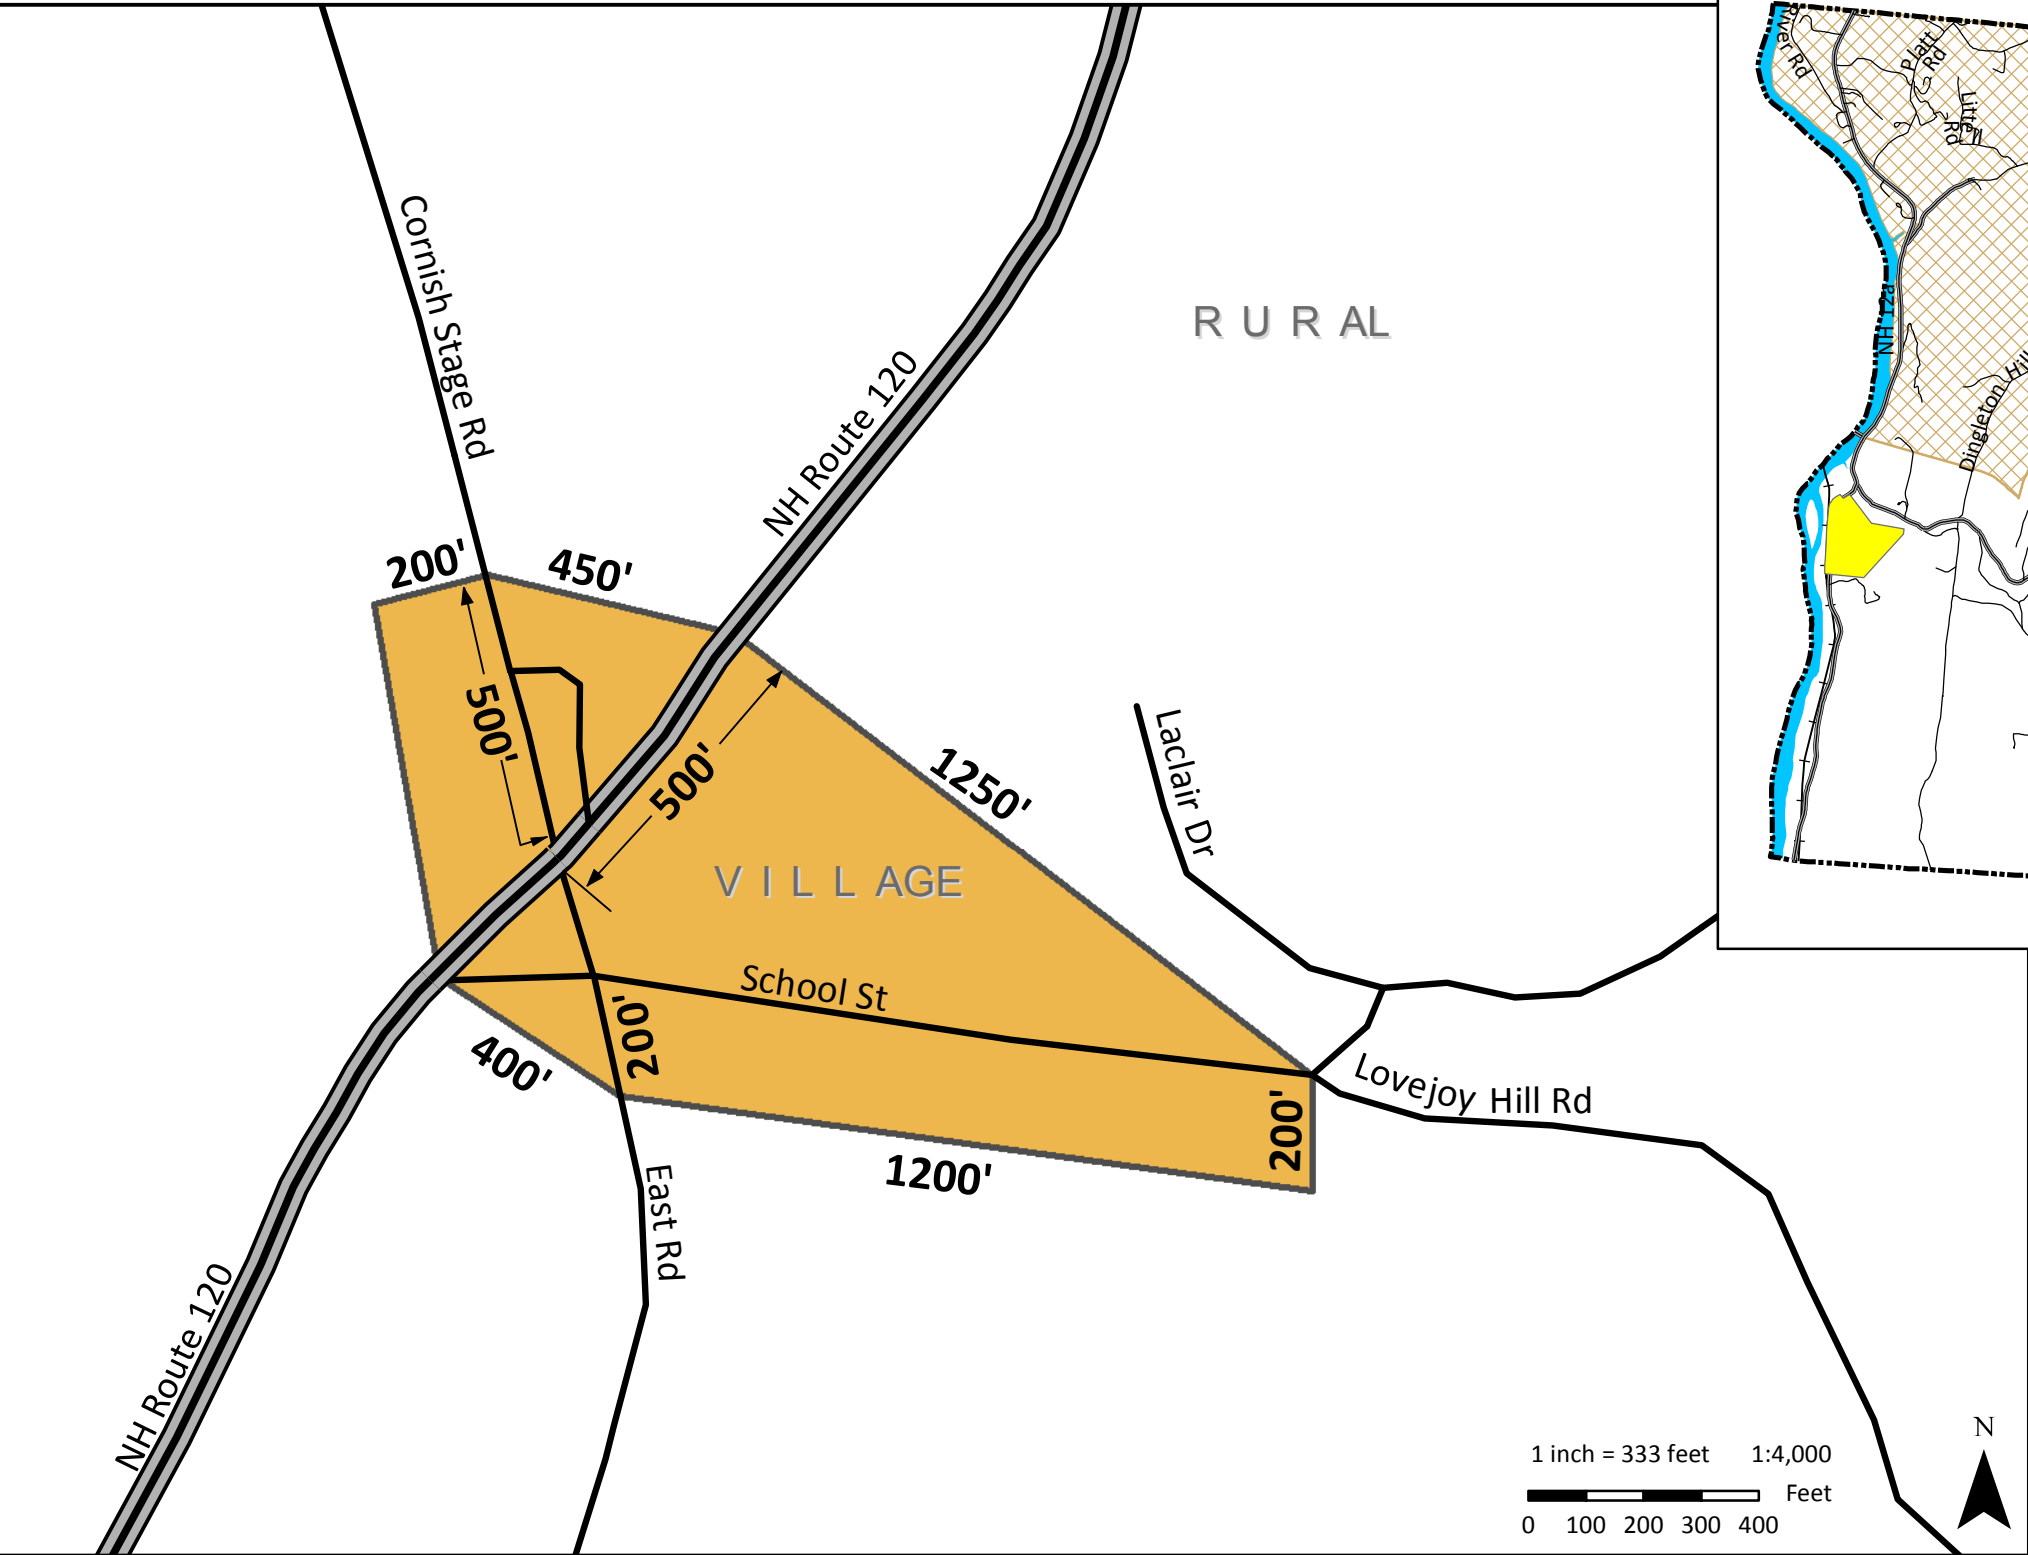 River Rd
Platt
Rd
Little
Rd
NH 12A
Dingleton Hill
Cornish Stage Rd
RURAL
NH Route 120
200'
450'
500'
500'
1250'
Laclair Dr
VILLAGE
School St
200'
400'
Lovejoy Hill Rd
200'
1200'
East Rd
NH Route 120
N
1 inch = 333 feet 1:4,000
Feet
0 100 200 300 400